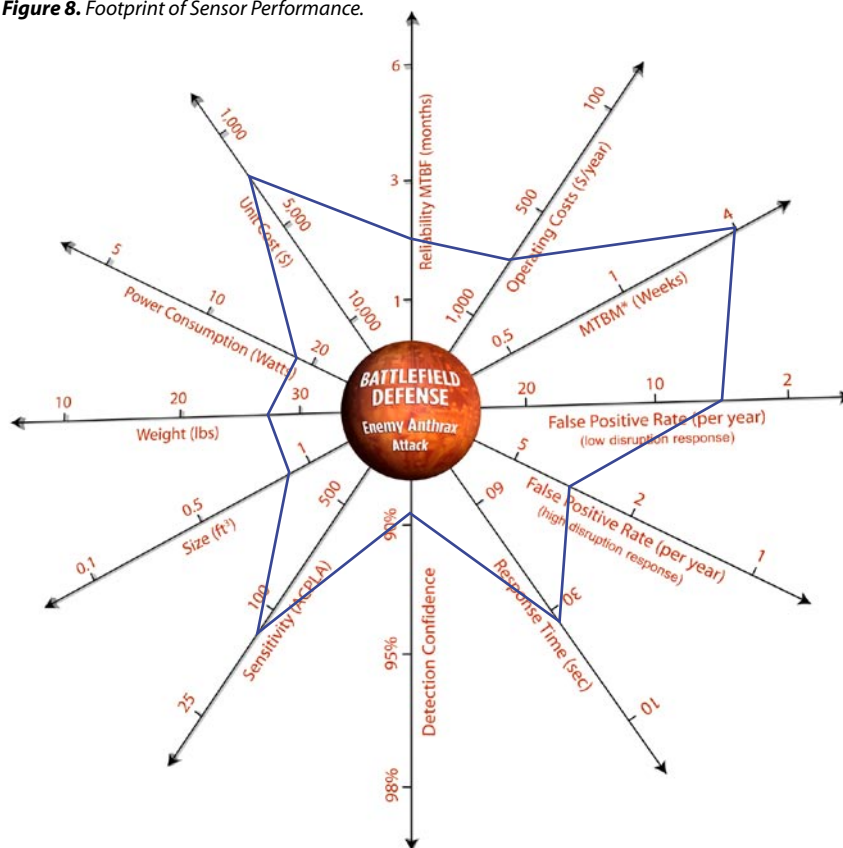 Figure 8. Footprint of Sensor Performance.
6
3
1
Reliability MTBF (months)
100
500
1,000
Operating Costs ($/year)
4
1
0.5
MTBM* (Weeks)
20
10
2
False Positive Rate (per year)
(low disruption response)
5
2
1
False Positive Rate (per year)
(high disruption response)
60
30
10
Response Time (sec)
90%
95%
98%
Detection Confidence
500
100
25
Sensitivity (ACPLA)
1
0.5
0.1
Size (ft³)
10
20
30
Weight (lbs)
5
10
20
Power Consumption (Watts)
1,000
5,000
10,000
Unit Cost ($)
BATTLEFIELD
DEFENSE
Enemy Anthrax
Attack